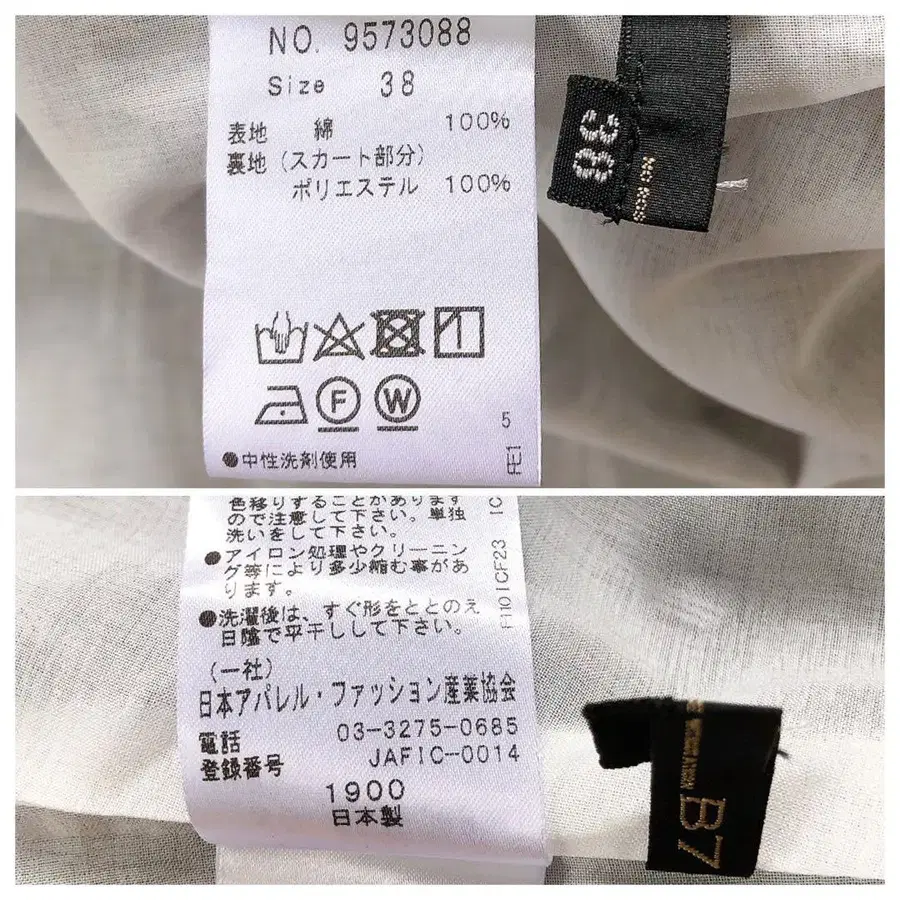 NO. 9573088
Size 38
表地 綿 100%
裏地(スカート部分)
ポリエステル 100%
F
W
●中性洗剤使用
5
FE1
38
色移りすることがあります
ので注意して下さい。単独
洗いをして下さい。
●アイロン処理やクリーニン
グ等により多少縮む事があ
ります。
●洗濯後は、すぐ形をととのえ
日陰で平干しして下さい。
(一社)
日本アパレル・ファッション産業協会
電話 03-3275-0685
登録番号 JAFIC-0014
1900
日本製
F1101CF23 1C
B7